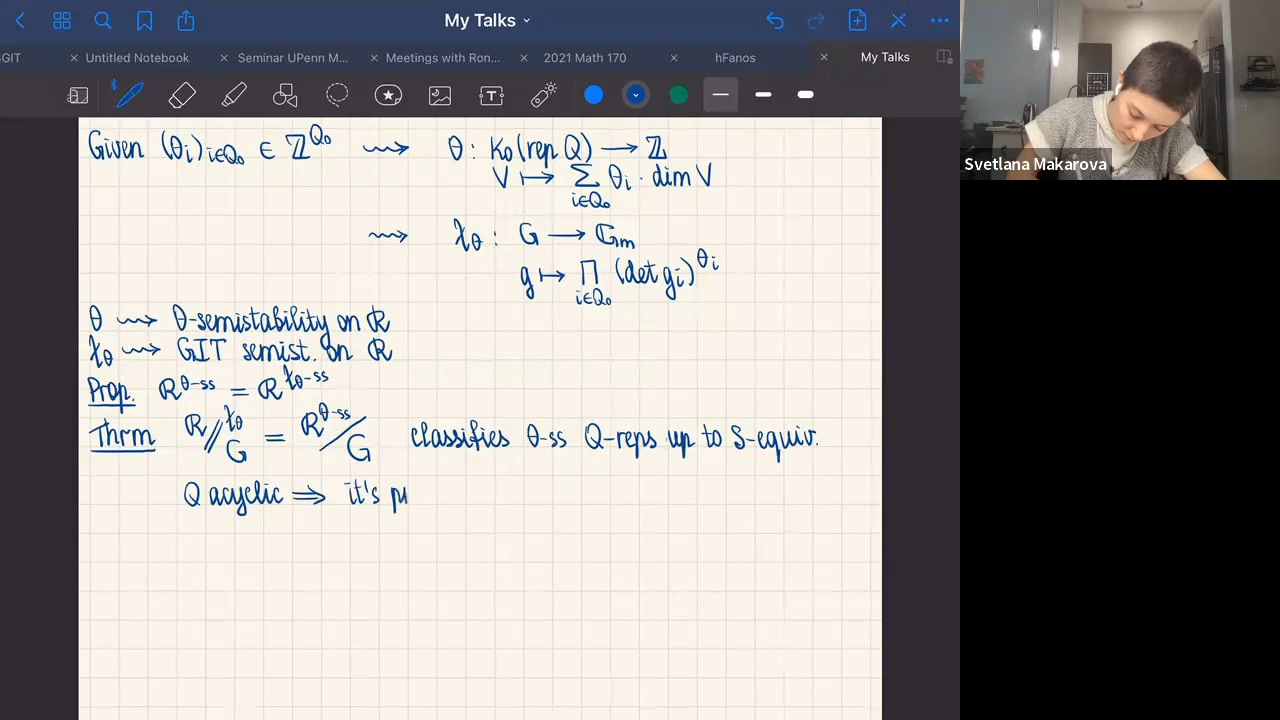 My Talks
GIT
Untitled Notebook
Seminar UPenn M...
Meetings with Ron...
2021 Math 170
hFanos
My Talks
Svetlana Makarova
Given (θi)i∈Q₀ ∈ ℤ^Q₀ ⇝ θ : K₀(rep Q) → ℤ
V ↦ Σ i∈Q₀ θi · dim V
⇝ χθ : G → 𝔾m
g ↦ ∏ i∈Q₀ (det gi)^θi
θ ⇝ θ-semistability on R
χθ ⇝ GIT semist. on R
Prop. R^θ-ss = R^χθ-ss
Thrm R//^χθ G = R^θ-ss/G classifies θ-ss Q-reps up to S-equiv.
Q acyclic ⇒ it's p